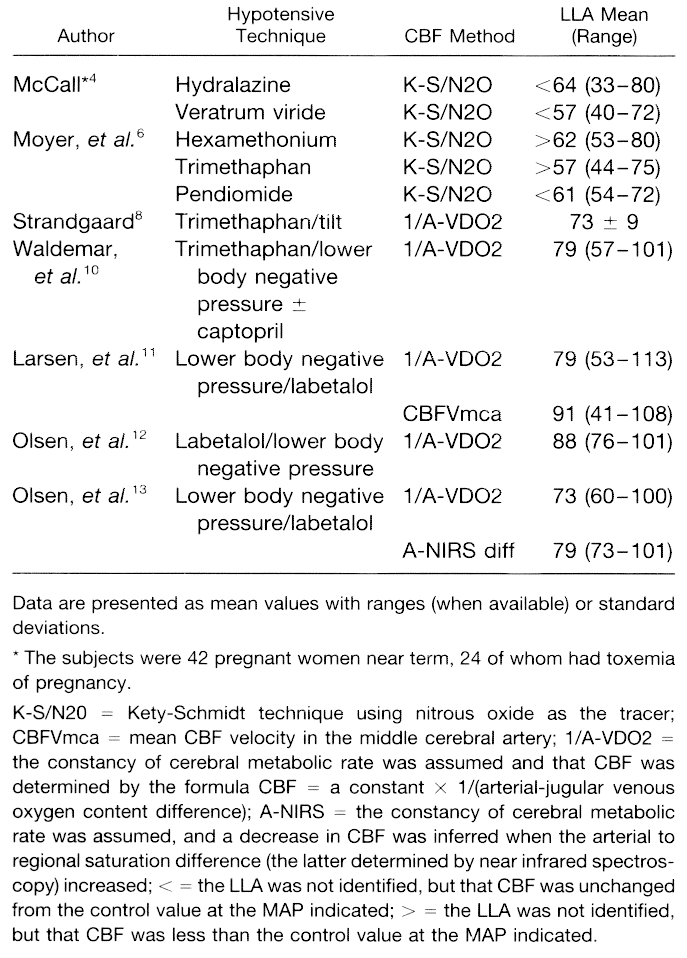 Author Hypotensive Technique CBF Method LLA Mean (Range)
McCall*4 Hydralazine K-S/N2O <64 (33–80)
Veratrum viride K-S/N2O <57 (40–72)
Moyer, et al.6 Hexamethonium K-S/N2O >62 (53–80)
Trimethaphan K-S/N2O >57 (44–75)
Pendiomide K-S/N2O <61 (54–72)
Strandgaard8 Trimethaphan/tilt 1/A-VDO2 73 ± 9
Waldemar, Trimethaphan/lower 1/A-VDO2 79 (57–101)
et al.10 body negative
pressure ±
captopril
Larsen, et al.11 Lower body negative 1/A-VDO2 79 (53–113)
pressure/labetalol
CBFVmca 91 (41–108)
Olsen, et al.12 Labetalol/lower body 1/A-VDO2 88 (76–101)
negative pressure
Olsen, et al.13 Lower body negative 1/A-VDO2 73 (60–100)
pressure/labetalol
A-NIRS diff 79 (73–101)
Data are presented as mean values with ranges (when available) or standard
deviations.
* The subjects were 42 pregnant women near term, 24 of whom had toxemia
of pregnancy.
K-S/N20 = Kety-Schmidt technique using nitrous oxide as the tracer;
CBFVmca = mean CBF velocity in the middle cerebral artery; 1/A-VDO2 =
the constancy of cerebral metabolic rate was assumed and that CBF was
determined by the formula CBF = a constant × 1/(arterial-jugular venous
oxygen content difference); A-NIRS = the constancy of cerebral metabolic
rate was assumed, and a decrease in CBF was inferred when the arterial to
regional saturation difference (the latter determined by near infrared spectros-
copy) increased; < = the LLA was not identified, but that CBF was unchanged
from the control value at the MAP indicated; > = the LLA was not identified,
but that CBF was less than the control value at the MAP indicated.